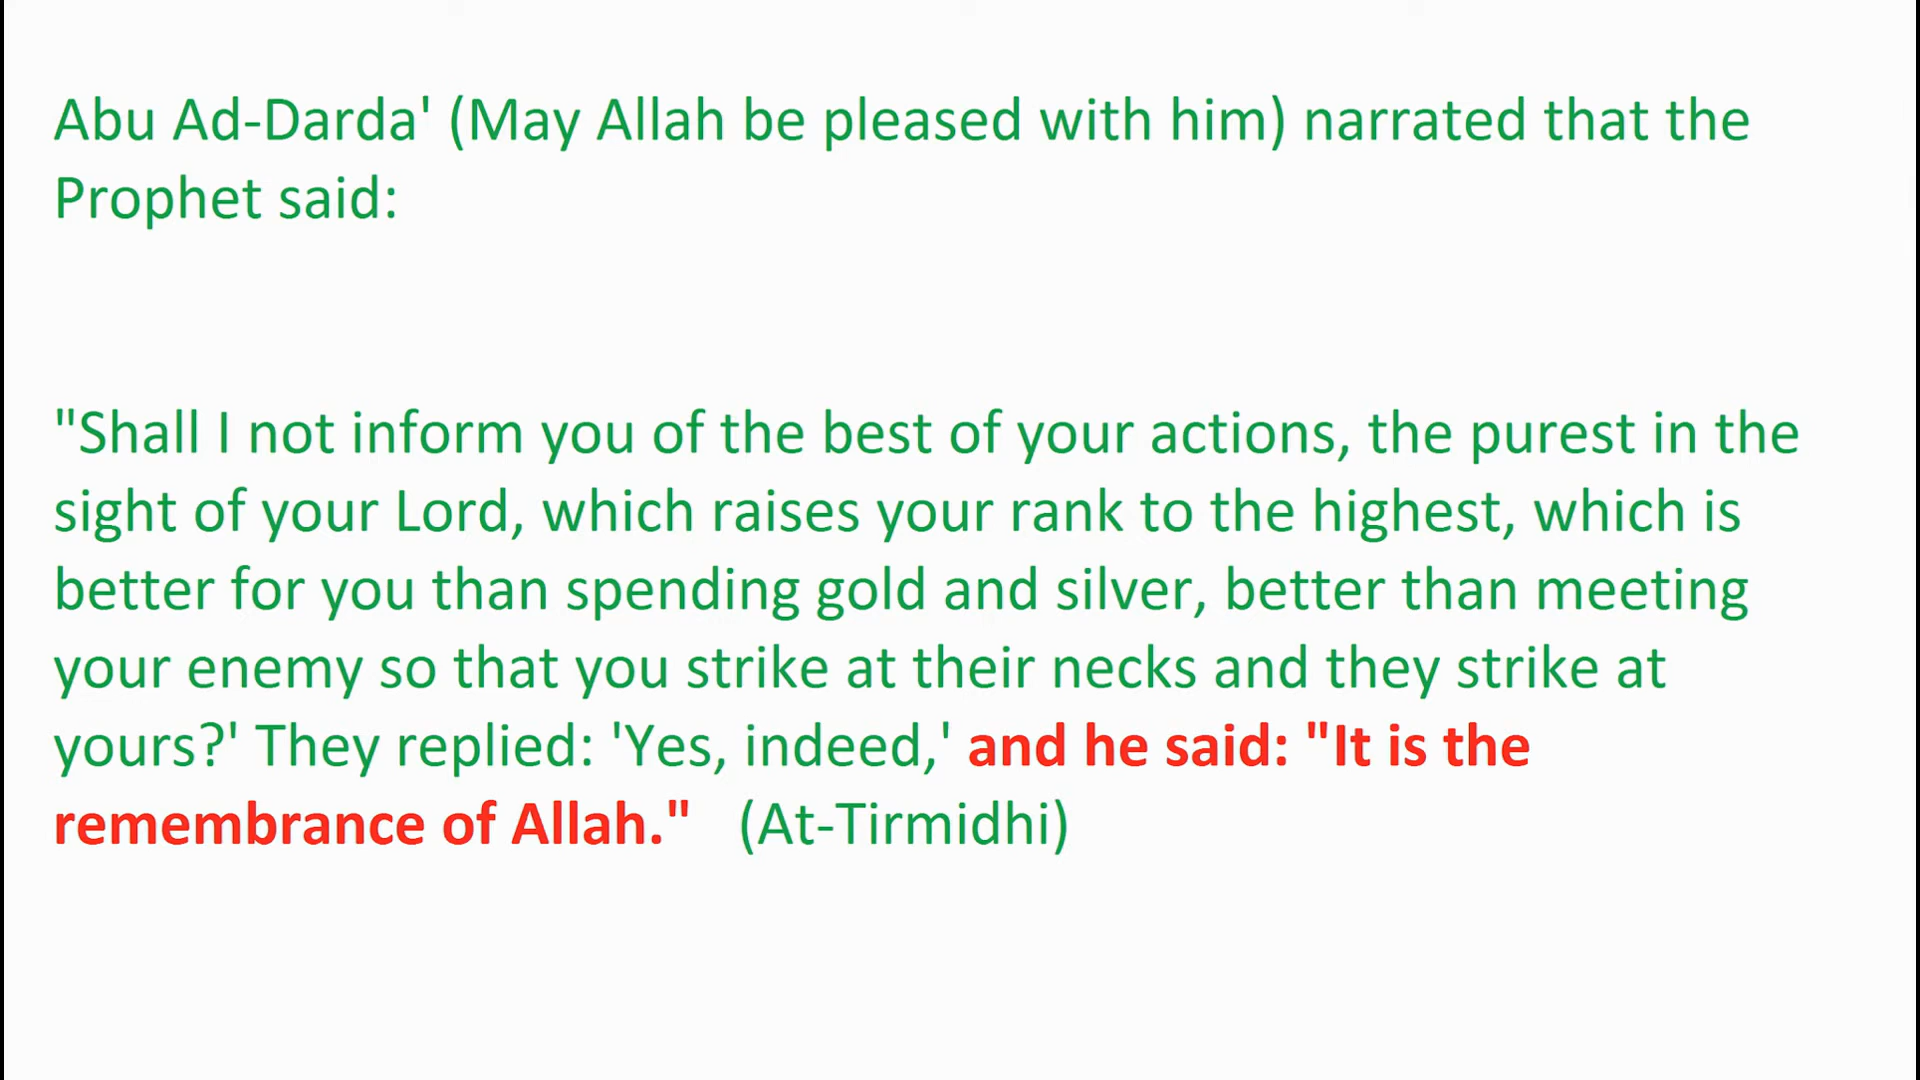 Abu Ad-Darda' (May Allah be pleased with him) narrated that the
Prophet said:
"Shall I not inform you of the best of your actions, the purest in the
sight of your Lord, which raises your rank to the highest, which is
better for you than spending gold and silver, better than meeting
your enemy so that you strike at their necks and they strike at
yours?' They replied: 'Yes, indeed,' and he said: "It is the
remembrance of Allah." (At-Tirmidhi)